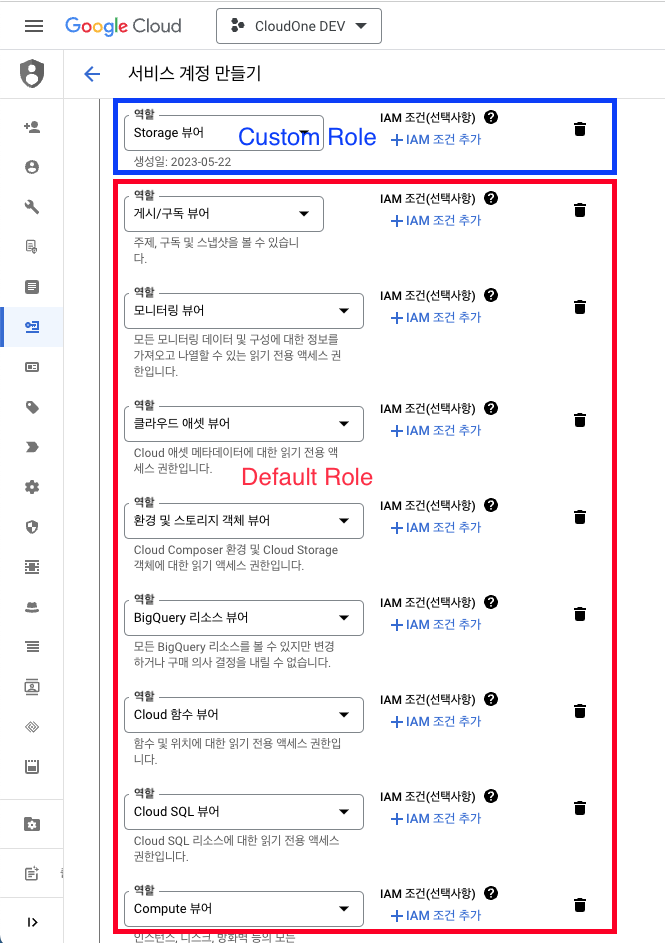 Google Cloud
CloudOne DEV
서비스 계정 만들기
역할
Storage 뷰어
생성일: 2023-05-22
Custom Role
IAM 조건(선택사항)
IAM 조건 추가
역할
게시/구독 뷰어
주제, 구독 및 스냅샷을 볼 수 있습니
다.
IAM 조건(선택사항)
IAM 조건 추가
역할
모니터링 뷰어
모든 모니터링 데이터 및 구성에 대한 정보를
가져오고 나열할 수 있는 읽기 전용 액세스 권
한입니다.
IAM 조건(선택사항)
IAM 조건 추가
역할
클라우드 애셋 뷰어
Cloud 애셋 메타데이터에 대한 읽기 전용 액
세스 권한입니다.
IAM 조건(선택사항)
IAM 조건 추가
Default Role
역할
환경 및 스토리지 객체 뷰어
Cloud Composer 환경 및 Cloud Storage
객체에 대한 읽기 액세스 권한입니다.
IAM 조건(선택사항)
IAM 조건 추가
역할
BigQuery 리소스 뷰어
모든 BigQuery 리소스를 볼 수 있지만 변경
하거나 구매 의사 결정을 내릴 수 없습니다.
IAM 조건(선택사항)
IAM 조건 추가
역할
Cloud 함수 뷰어
함수 및 위치에 대한 읽기 전용 액세스 권한입
니다.
IAM 조건(선택사항)
IAM 조건 추가
역할
Cloud SQL 뷰어
Cloud SQL 리소스에 대한 읽기 전용 액세스
권한입니다.
IAM 조건(선택사항)
IAM 조건 추가
역할
Compute 뷰어
인스턴스, 디스크, 방화벽 등의 모든
IAM 조건(선택사항)
IAM 조건 추가